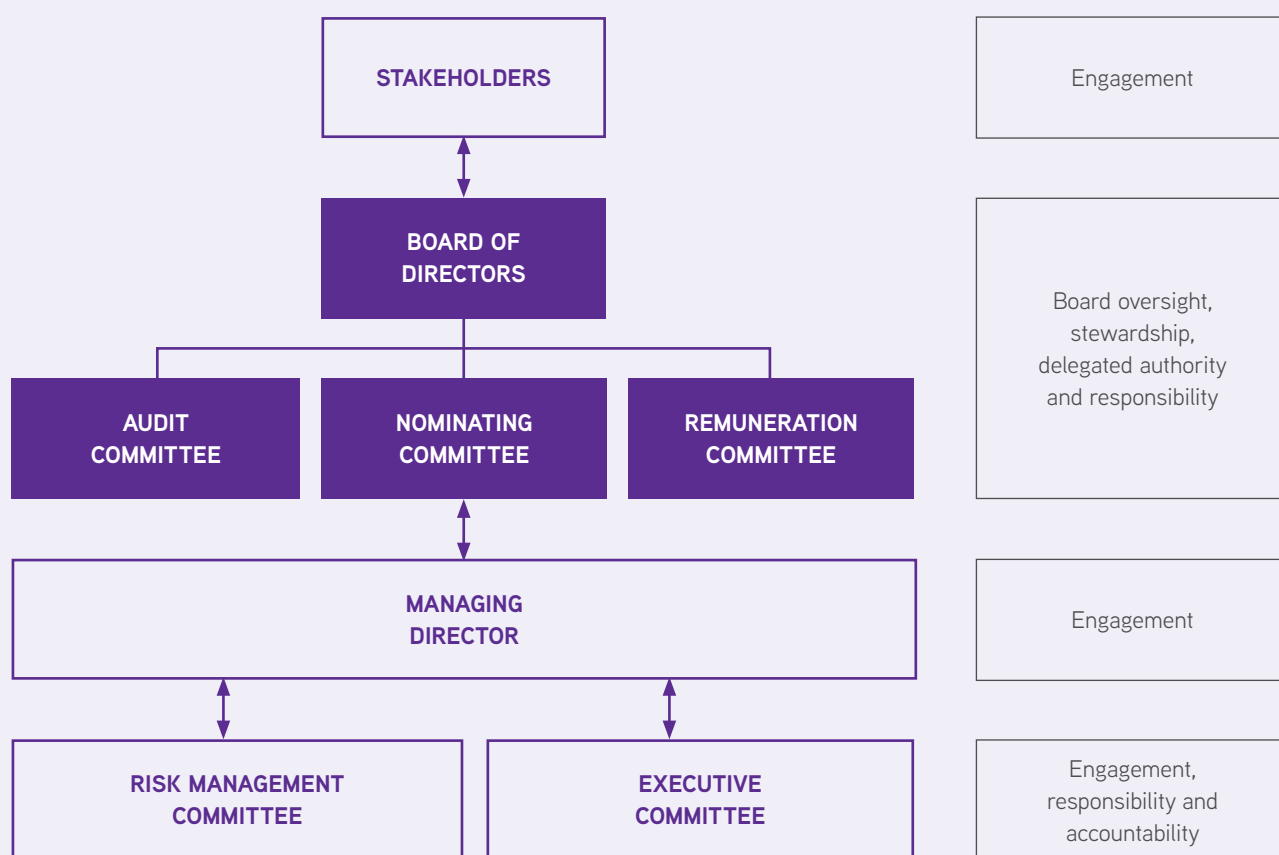 STAKEHOLDERS
Engagement
BOARD OF
DIRECTORS
Board oversight,
stewardship,
delegated authority
and responsibility
AUDIT
COMMITTEE
NOMINATING
COMMITTEE
REMUNERATION
COMMITTEE
MANAGING
DIRECTOR
Engagement
RISK MANAGEMENT
COMMITTEE
EXECUTIVE
COMMITTEE
Engagement,
responsibility and
accountability